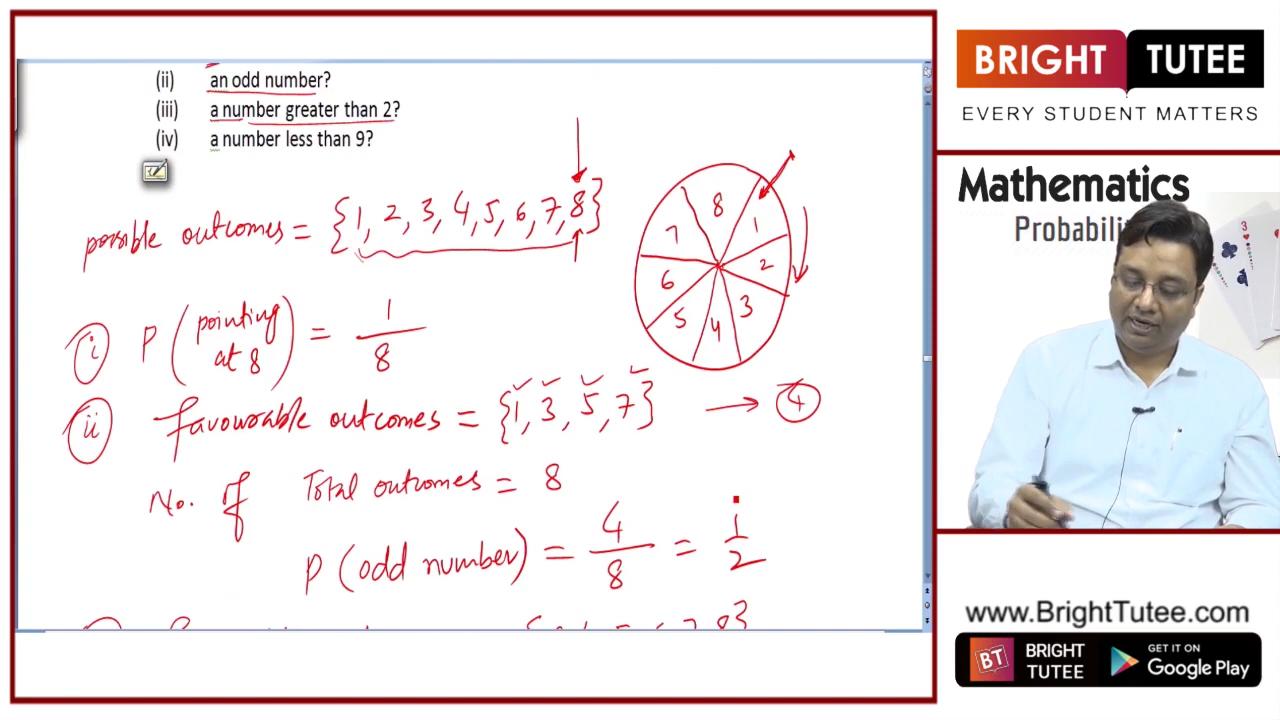 (ii) an odd number?
(iii) a number greater than 2?
(iv) a number less than 9?
possible outcomes = {1, 2, 3, 4, 5, 6, 7, 8}
8
1
2
3
4
5
6
7
i P (pointing at 8) = 1/8
ii favourable outcomes = {1, 3, 5, 7} → 4
No. of Total outcomes = 8
P (odd number) = 4/8 = 1/2
BRIGHT TUTEE
EVERY STUDENT MATTERS
Mathematics
3
www.BrightTutee.com
BT BRIGHT TUTEE
GET IT ON
Google Play